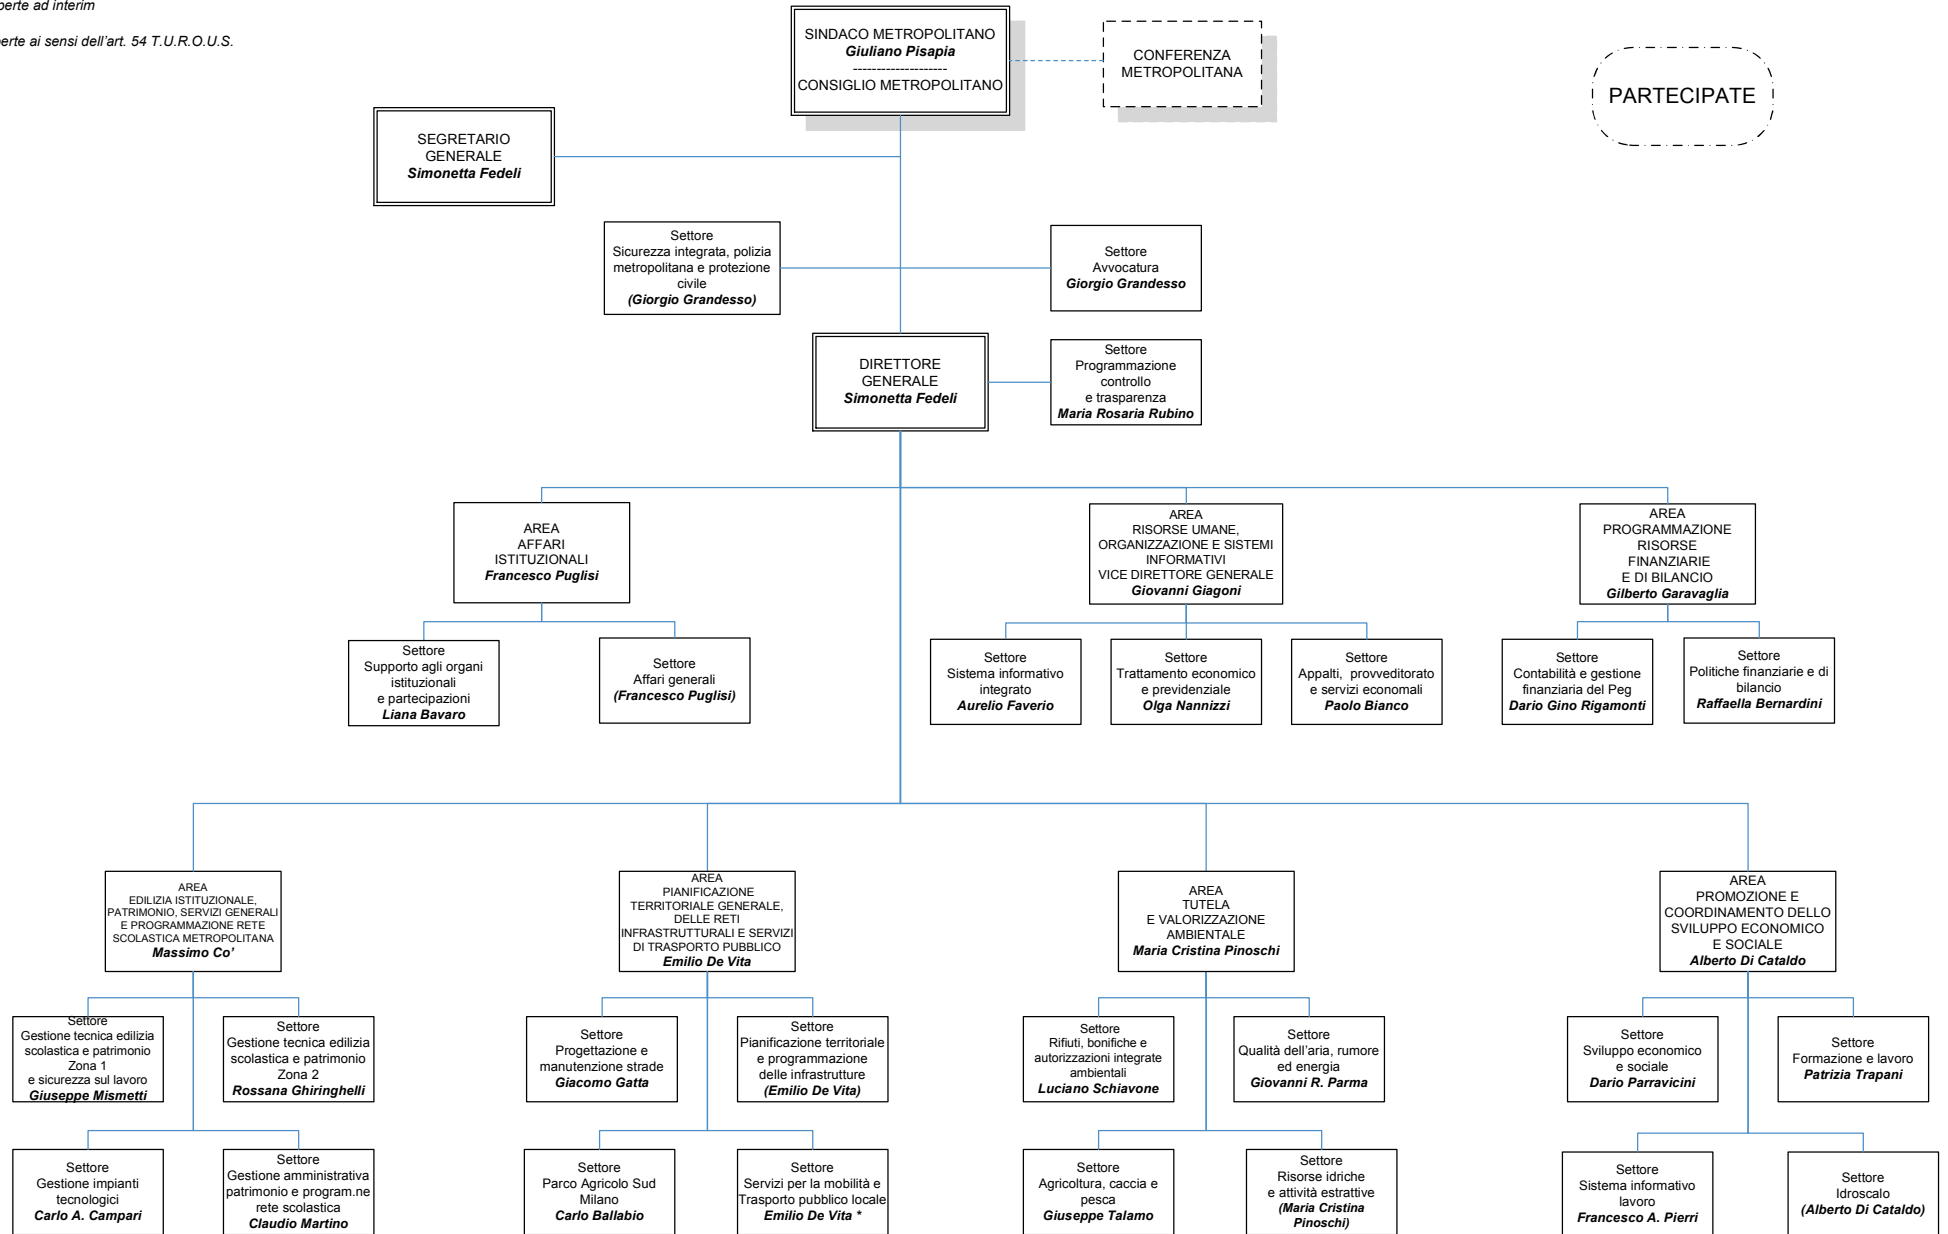 perte ad interim
perte ai sensi dell'art. 54 T.U.R.O.U.S.
SINDACO METROPOLITANO
Giuliano Pisapia
--------------------
CONSIGLIO METROPOLITANO
CONFERENZA
METROPOLITANA
PARTECIPATE
SEGRETARIO
GENERALE
Simonetta Fedeli
Settore
Sicurezza integrata, polizia
metropolitana e protezione
civile
(Giorgio Grandesso)
Settore
Avvocatura
Giorgio Grandesso
DIRETTORE
GENERALE
Simonetta Fedeli
Settore
Programmazione
controllo
e trasparenza
Maria Rosaria Rubino
AREA
AFFARI
ISTITUZIONALI
Francesco Puglisi
AREA
RISORSE UMANE,
ORGANIZZAZIONE E SISTEMI
INFORMATIVI
VICE DIRETTORE GENERALE
Giovanni Giagoni
AREA
PROGRAMMAZIONE
RISORSE
FINANZIARIE
E DI BILANCIO
Gilberto Garavaglia
Settore
Supporto agli organi
istituzionali
e partecipazioni
Liana Bavaro
Settore
Affari generali
(Francesco Puglisi)
Settore
Sistema informativo
integrato
Aurelio Faverio
Settore
Trattamento economico
e previdenziale
Olga Nannizzi
Settore
Appalti, provveditorato
e servizi economali
Paolo Bianco
Settore
Contabilità e gestione
finanziaria del Peg
Dario Gino Rigamonti
Settore
Politiche finanziarie e di
bilancio
Raffaella Bernardini
AREA
EDILIZIA ISTITUZIONALE,
PATRIMONIO, SERVIZI GENERALI
E PROGRAMMAZIONE RETE
SCOLASTICA METROPOLITANA
Massimo Co'
AREA
PIANIFICAZIONE
TERRITORIALE GENERALE,
DELLE RETI
INFRASTRUTTURALI E SERVIZI
DI TRASPORTO PUBBLICO
Emilio De Vita
AREA
TUTELA
E VALORIZZAZIONE
AMBIENTALE
Maria Cristina Pinoschi
AREA
PROMOZIONE E
COORDINAMENTO DELLO
SVILUPPO ECONOMICO
E SOCIALE
Alberto Di Cataldo
Settore
Gestione tecnica edilizia
scolastica e patrimonio
Zona 1
e sicurezza sul lavoro
Giuseppe Mismetti
Settore
Gestione tecnica edilizia
scolastica e patrimonio
Zona 2
Rossana Ghiringhelli
Settore
Progettazione e
manutenzione strade
Giacomo Gatta
Settore
Pianificazione territoriale
e programmazione
delle infrastrutture
(Emilio De Vita)
Settore
Rifiuti, bonifiche e
autorizzazioni integrate
ambientali
Luciano Schiavone
Settore
Qualità dell'aria, rumore
ed energia
Giovanni R. Parma
Settore
Sviluppo economico
e sociale
Dario Parravicini
Settore
Formazione e lavoro
Patrizia Trapani
Settore
Gestione impianti
tecnologici
Carlo A. Campari
Settore
Gestione amministrativa
patrimonio e program.ne
rete scolastica
Claudio Martino
Settore
Parco Agricolo Sud
Milano
Carlo Ballabio
Settore
Servizi per la mobilità e
Trasporto pubblico locale
Emilio De Vita *
Settore
Agricoltura, caccia e
pesca
Giuseppe Talamo
Settore
Risorse idriche
e attività estrattive
(Maria Cristina
Pinoschi)
Settore
Sistema informativo
lavoro
Francesco A. Pierri
Settore
Idroscalo
(Alberto Di Cataldo)